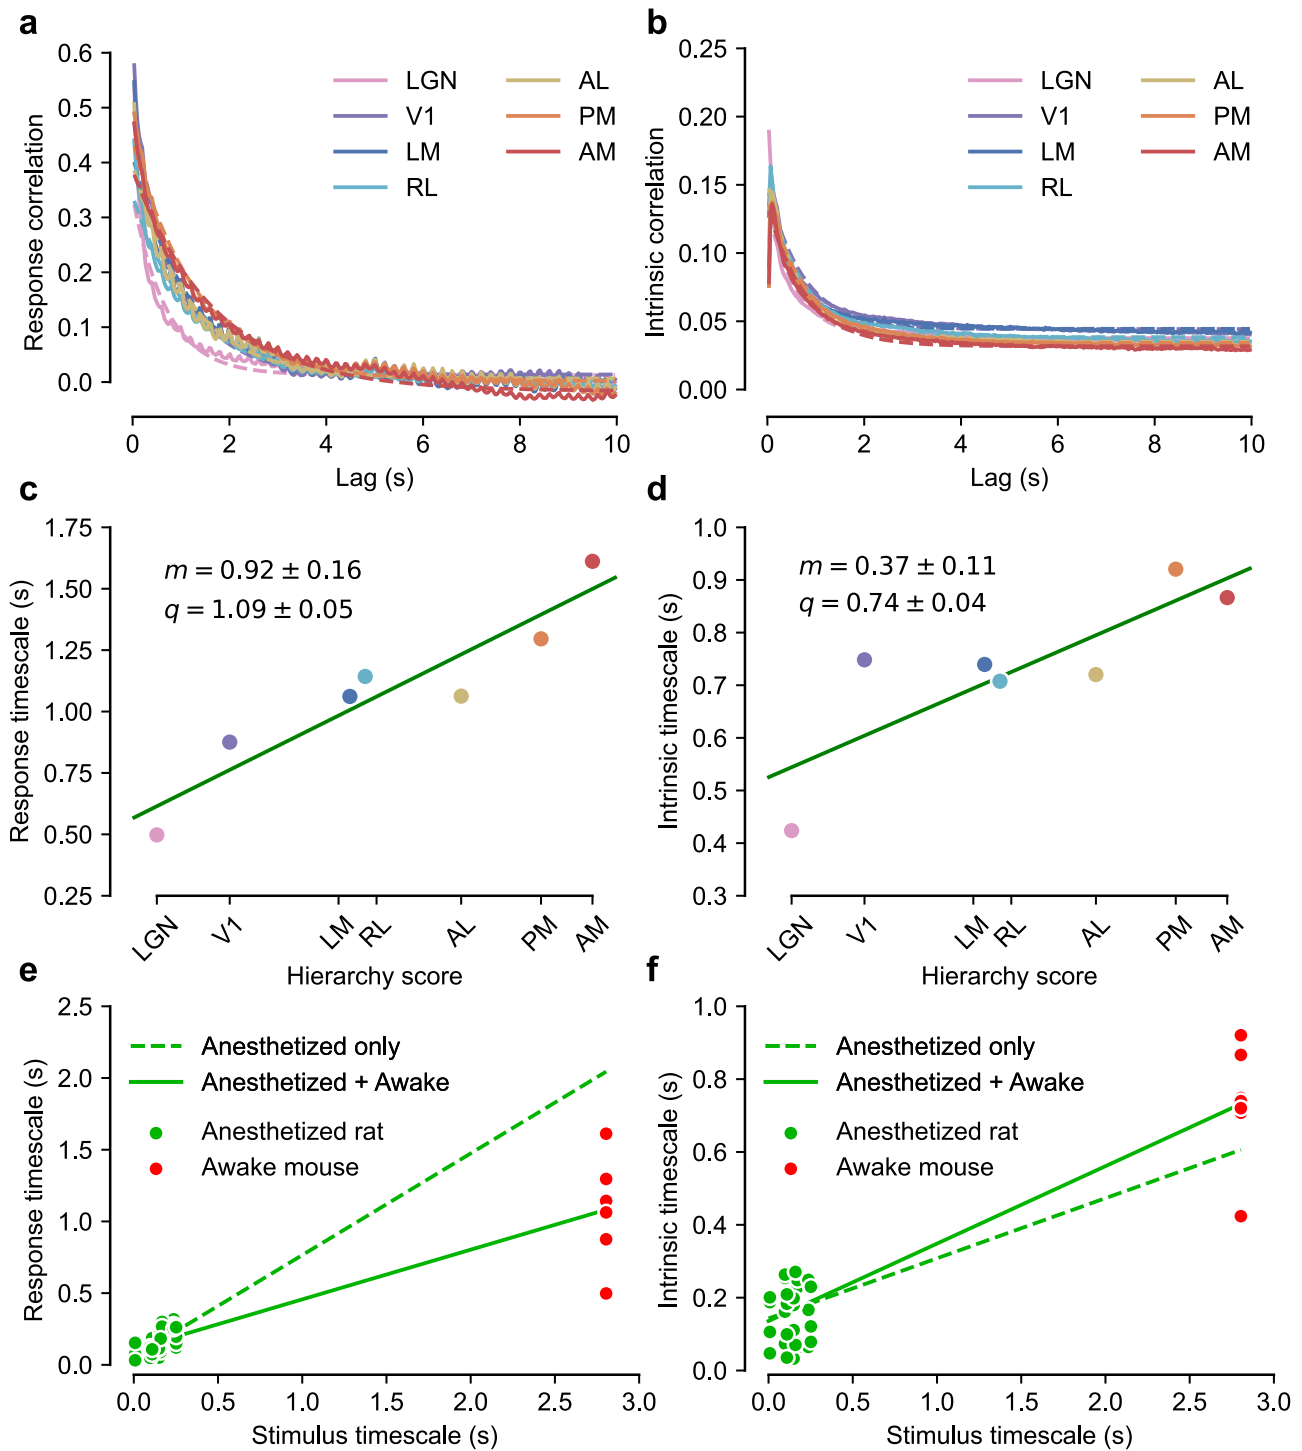 a
Response correlation
0.6
0.5
0.4
0.3
0.2
0.1
0.0
LGN
V1
LM
RL
AL
PM
AM
0
2
4
6
8
10
Lag (s)
b
Intrinsic correlation
0.25
0.20
0.15
0.10
0.05
0.00
LGN
V1
LM
RL
AL
PM
AM
0
2
4
6
8
10
Lag (s)
c
Response timescale (s)
1.75
1.50
1.25
1.00
0.75
0.50
0.25
m = 0.92 ± 0.16
q = 1.09 ± 0.05
LGN
V1
LM
RL
AL
PM
AM
Hierarchy score
d
Intrinsic timescale (s)
1.0
0.9
0.8
0.7
0.6
0.5
0.4
0.3
m = 0.37 ± 0.11
q = 0.74 ± 0.04
LGN
V1
LM
RL
AL
PM
AM
Hierarchy score
e
Response timescale (s)
2.5
2.0
1.5
1.0
0.5
0.0
Anesthetized only
Anesthetized + Awake
Anesthetized rat
Awake mouse
0.0
0.5
1.0
1.5
2.0
2.5
3.0
Stimulus timescale (s)
f
Intrinsic timescale (s)
1.0
0.8
0.6
0.4
0.2
0.0
Anesthetized only
Anesthetized + Awake
Anesthetized rat
Awake mouse
0.0
0.5
1.0
1.5
2.0
2.5
3.0
Stimulus timescale (s)